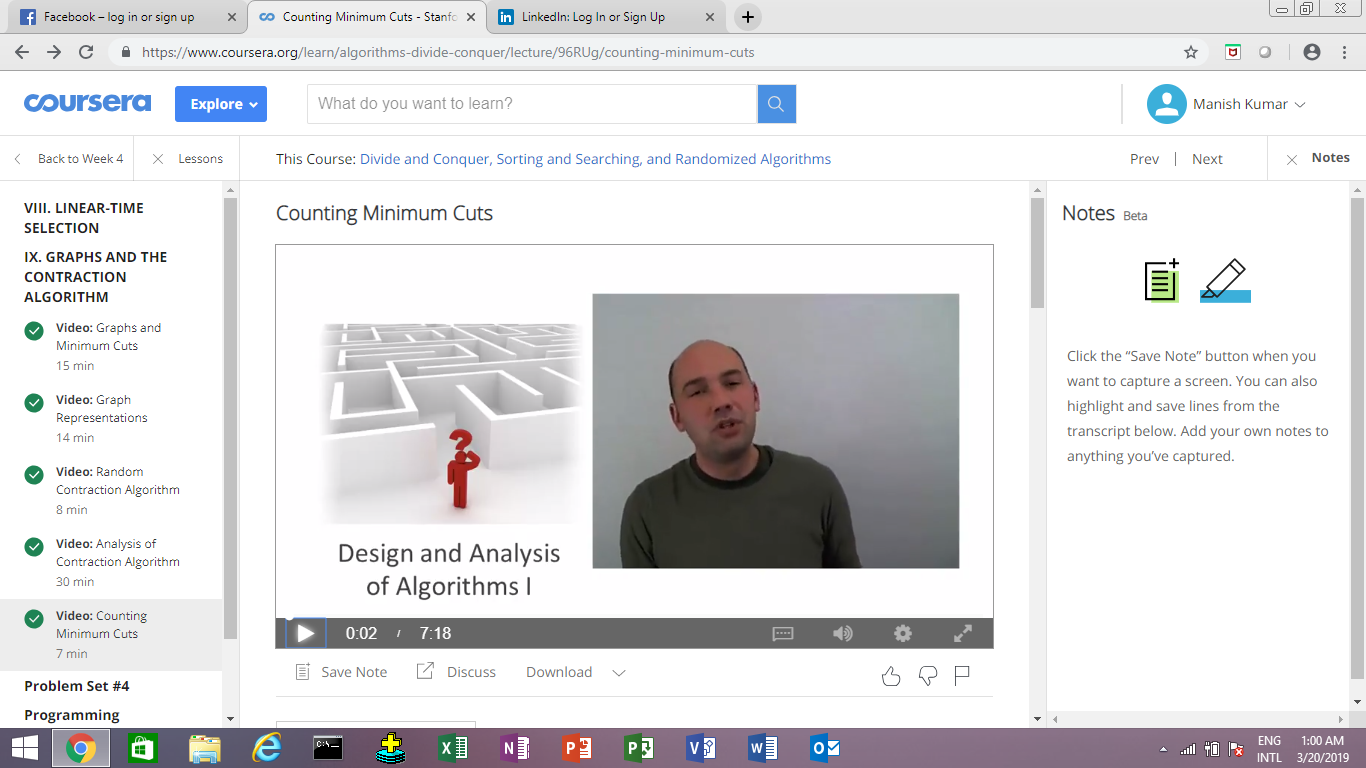 Facebook – log in or sign up
Counting Minimum Cuts - Stanfo
LinkedIn: Log In or Sign Up
https://www.coursera.org/learn/algorithms-divide-conquer/lecture/96RUg/counting-minimum-cuts
coursera
Explore
What do you want to learn?
Manish Kumar
Back to Week 4
Lessons
This Course: Divide and Conquer, Sorting and Searching, and Randomized Algorithms
Prev | Next
Notes
VIII. LINEAR-TIME
SELECTION
IX. GRAPHS AND THE
CONTRACTION
ALGORITHM
Video: Graphs and
Minimum Cuts
15 min
Video: Graph
Representations
14 min
Video: Random
Contraction Algorithm
8 min
Video: Analysis of
Contraction Algorithm
30 min
Video: Counting
Minimum Cuts
7 min
Problem Set #4
Programming
Counting Minimum Cuts
?
Design and Analysis
of Algorithms I
0:02 / 7:18
Save Note
Discuss
Download
Notes Beta
Click the “Save Note” button when you
want to capture a screen. You can also
highlight and save lines from the
transcript below. Add your own notes to
anything you’ve captured.
ENG
INTL
1:00 AM
3/20/2019